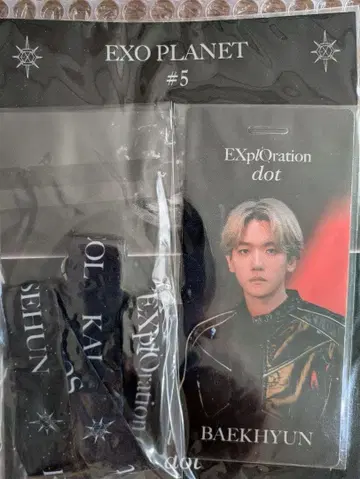 EXO PLANET
#5
EXplOration
dot
BAEKHYUN
SEHUN
KAI
EXplOration
dot